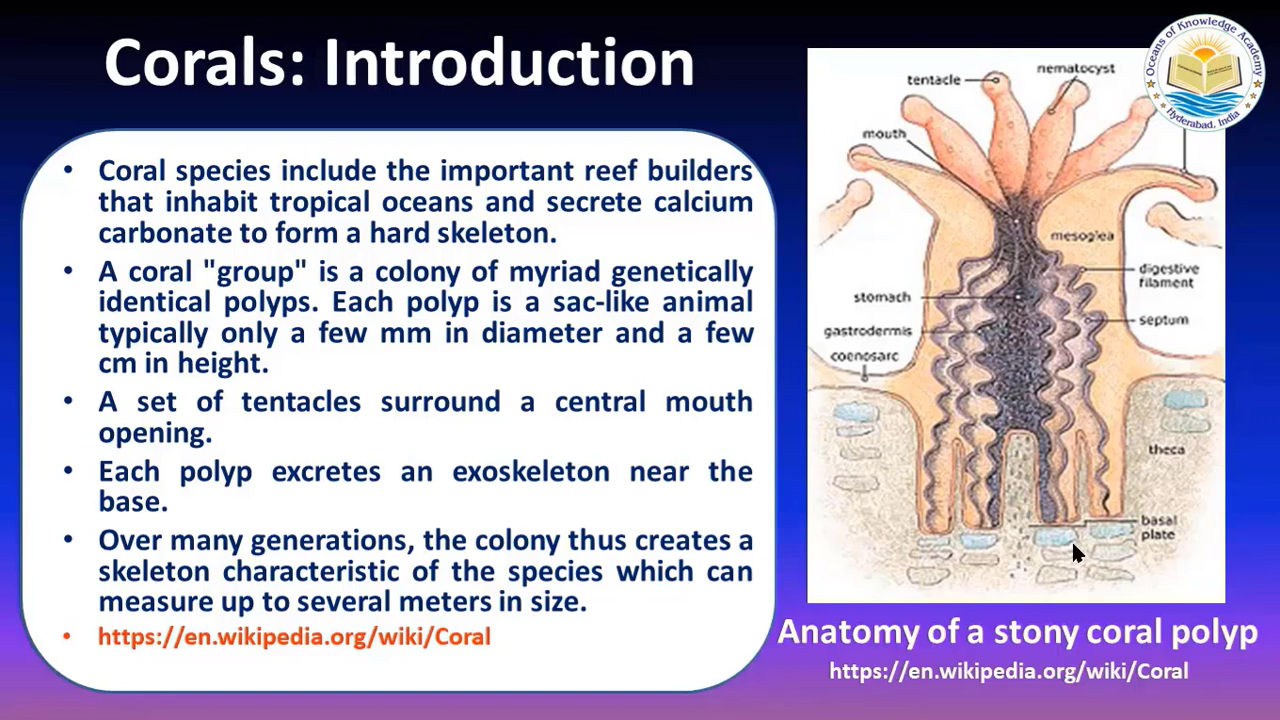 Corals: Introduction
• Coral species include the important reef builders
that inhabit tropical oceans and secrete calcium
carbonate to form a hard skeleton.
• A coral "group" is a colony of myriad genetically
identical polyps. Each polyp is a sac-like animal
typically only a few mm in diameter and a few
cm in height.
• A set of tentacles surround a central mouth
opening.
• Each polyp excretes an exoskeleton near the
base.
• Over many generations, the colony thus creates a
skeleton characteristic of the species which can
measure up to several meters in size.
• https://en.wikipedia.org/wiki/Coral
Oceans of Knowledge Academy
Hyderabad, India
tentacle
nematocyst
mouth
mesoglea
digestive
filament
stomach
septum
gastrodermis
coenosarc
theca
basal
plate
Anatomy of a stony coral polyp
https://en.wikipedia.org/wiki/Coral